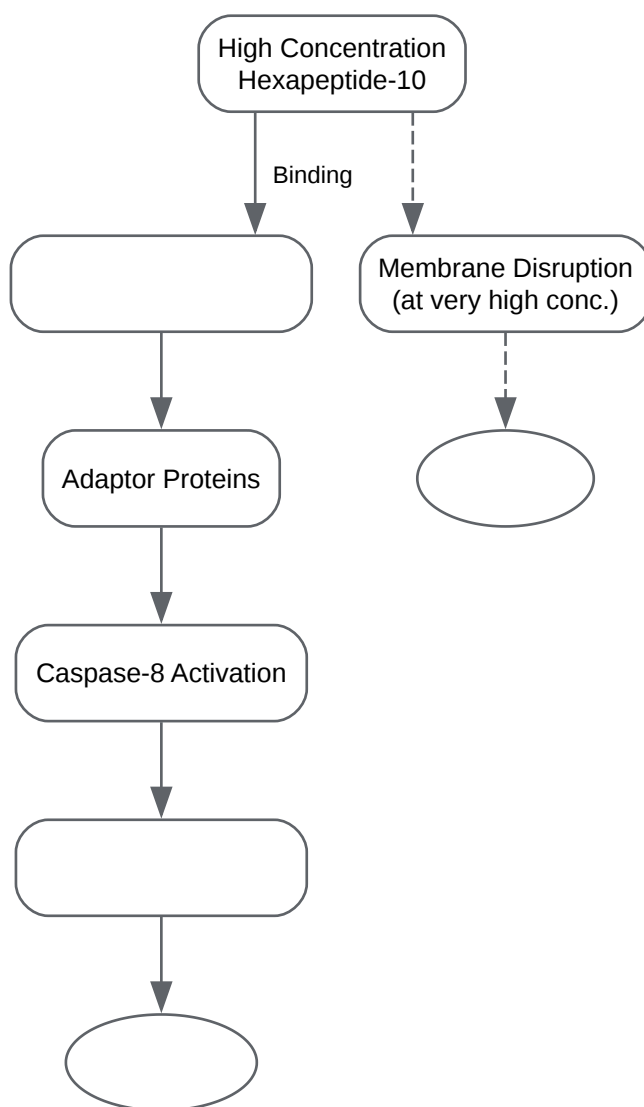 High Concentration
Hexapeptide-10
Binding
Membrane Disruption
(at very high conc.)
Adaptor Proteins
Caspase-8 Activation